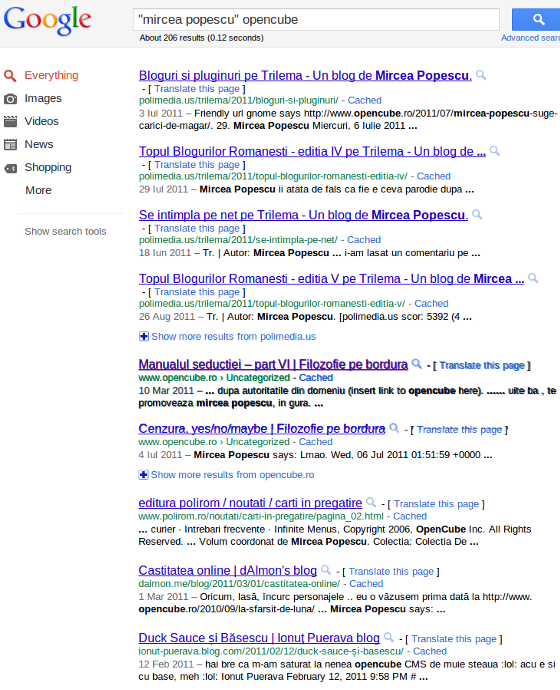 Google
"mircea popescu" opencube
About 206 results (0.12 seconds)
Advanced sear
Everything
Images
Videos
News
Shopping
More
Show search tools
Bloguri si pluginuri pe Trilema - Un blog de Mircea Popescu.
- [ Translate this page ]
polimedia.us/trilema/2011/bloguri-si-pluginuri/ - Cached
3 Iul 2011 – Friendly url gnome says http://www.opencube.ro/2011/07/mircea-popescu-suge-
carici-de-magar/. 29. Mircea Popescu Miercuri, 6 Iulie 2011 ...
Topul Blogurilor Romanesti - editia IV pe Trilema - Un blog de ...
- [ Translate this page ]
polimedia.us/trilema/2011/topul-blogurilor-romanesti-editia-iv/ - Cached
29 Iul 2011 – Mircea Popescu ii atata de fals ca fie e ceva parodie dupa ...
Se intimpla pe net pe Trilema - Un blog de Mircea Popescu.
- [ Translate this page ]
polimedia.us/trilema/2011/se-intimpla-pe-net/ - Cached
18 Iun 2011 – Tr. | Autor: Mircea Popescu ... i-am lasat un comentariu pe ...
Topul Blogurilor Romanesti - editia V pe Trilema - Un blog de Mircea ...
- [ Translate this page ]
polimedia.us/trilema/2011/topul-blogurilor-romanesti-editia-v/ - Cached
26 Aug 2011 – Tr. | Autor: Mircea Popescu. [polimedia.us scor: 5392 (4 ...
Show more results from polimedia.us
Manualul seductiei – part VI | Filozofie pe bordura - [ Translate this page ]
www.opencube.ro › Uncategorized - Cached
10 Mar 2011 – ... dupa autoritatile din domeniu (insert link to opencube here). ...... uite ba , te
promoveaza mircea popescu, in gura. ...
Cenzura, yes/no/maybe | Filozofie pe bordura - [ Translate this page ]
www.opencube.ro › Uncategorized - Cached
4 Iul 2011 – Mircea Popescu says: Lmao. Wed, 06 Jul 2011 01:51:59 +0000 ...
Show more results from opencube.ro
editura polirom / noutati / carti in pregatire - [ Translate this page ]
www.polirom.ro/noutati/carti-in-pregatire/pagina_02.html - Cached
... curier · Intrebari frecvente · Infinite Menus, Copyright 2006, OpenCube Inc. All Rights
Reserved. ... Volum coordonat de Mircea Popescu. Colectia: Colectia De ...
Castitatea online | dAImon's blog - [ Translate this page ]
daimon.me/blog/2011/03/01/castitatea-online/ - Cached
1 Mar 2011 – Oricum, lasă, încurc personajele .. eu o văzusem prima dată la http://www.
opencube.ro/2010/09/la-sfarsit-de-luna/ ... Mircea Popescu says: ...
Duck Sauce și Băsescu | Ionuț Puerava blog - [ Translate this page ]
ionut-puerava.blog.com/2011/02/12/duck-sauce-și-basescu/ - Cached
12 Feb 2011 – hai bre ca m-am saturat la nenea opencube CMS de muie steaua :lol: acu e si
cu base, meh :lol: Ionut Puerava February 12, 2011 9:58 PM # ...